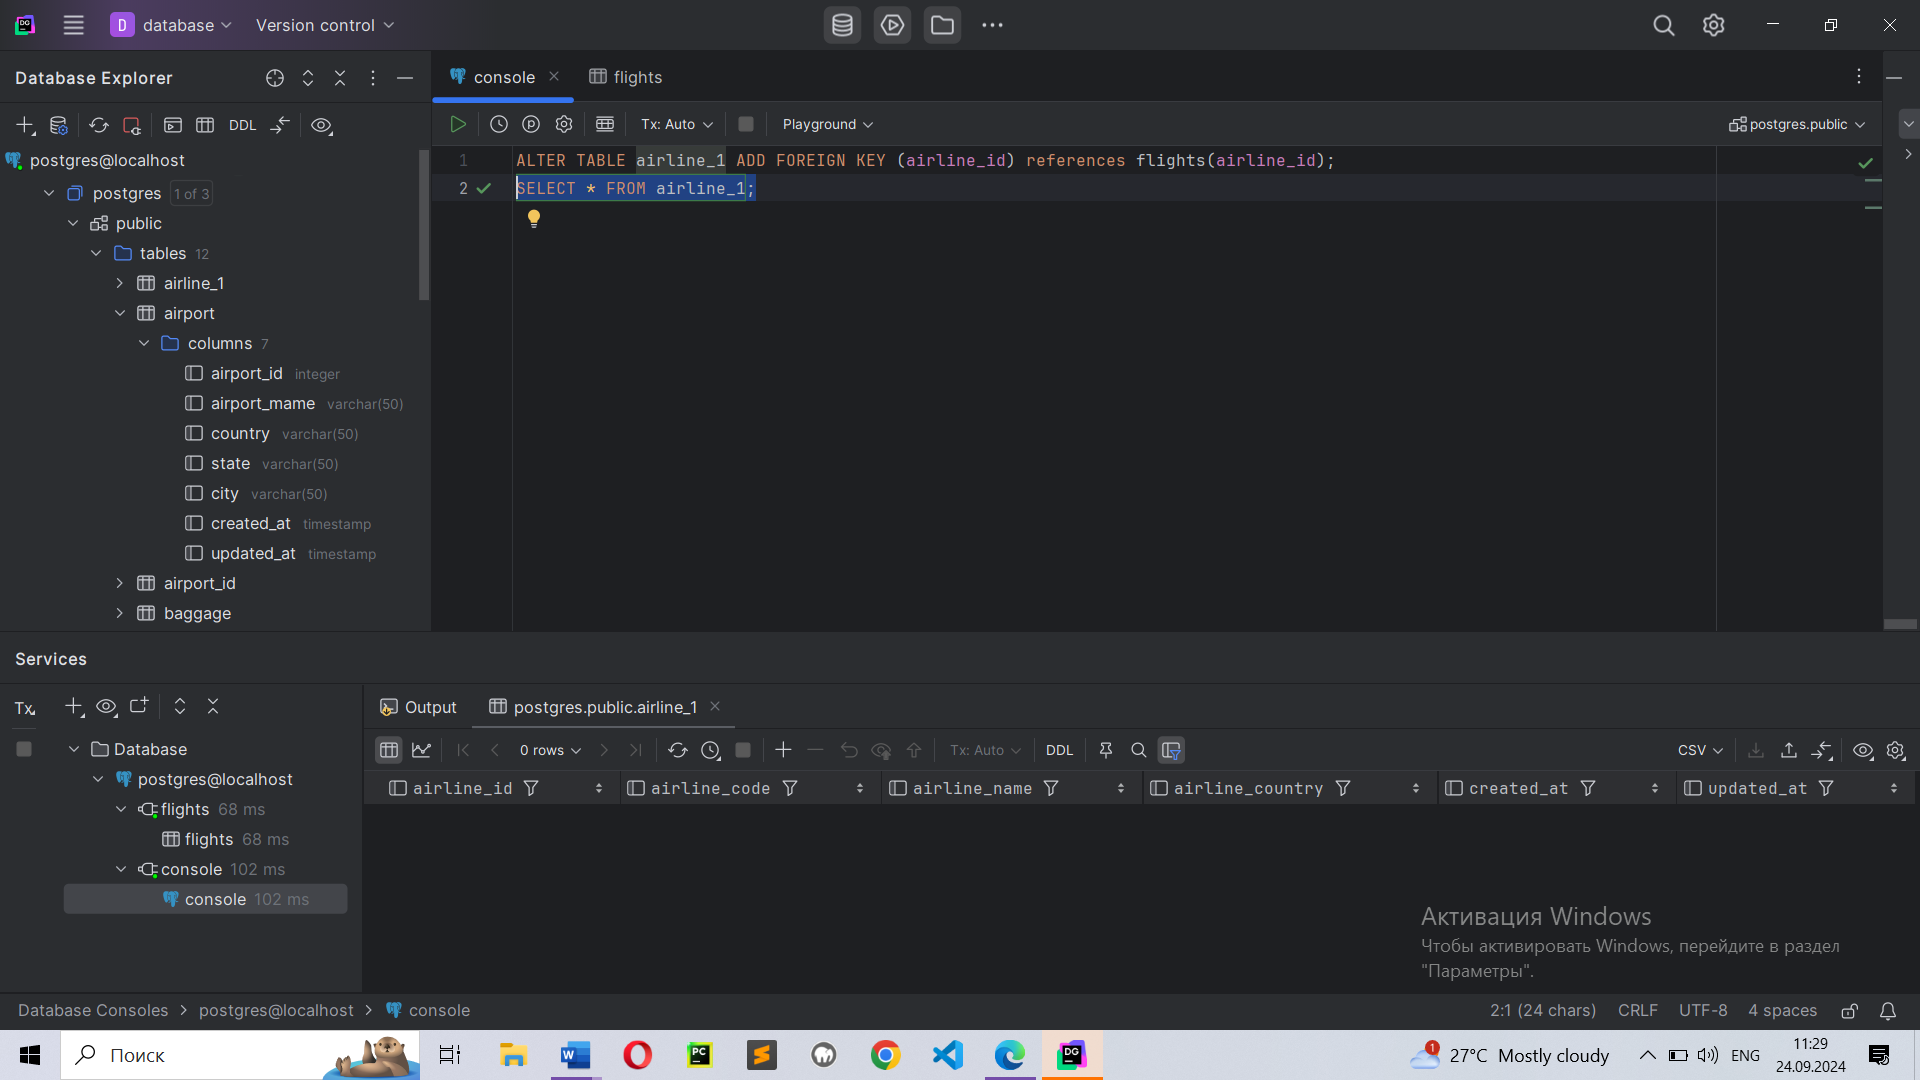 D database Version control
Database Explorer
console
flights
DDL
Tx: Auto
Playground
postgres.public
postgres@localhost
postgres 1 of 3
public
tables 12
airline_1
airport
columns 7
airport_id integer
airport_mame varchar(50)
country varchar(50)
state varchar(50)
city varchar(50)
created_at timestamp
updated_at timestamp
airport_id
baggage
1 ALTER TABLE airline_1 ADD FOREIGN KEY (airline_id) references flights(airline_id);
2 SELECT * FROM airline_1;
Services
Tx
Database
postgres@localhost
flights 68 ms
flights 68 ms
console 102 ms
console 102 ms
Output
postgres.public.airline_1
0 rows
Tx: Auto
DDL
CSV
airline_id airline_code airline_name airline_country created_at updated_at
Активация Windows
Чтобы активировать Windows, перейдите в раздел
"Параметры".
Database Consoles > postgres@localhost > console
2:1 (24 chars) CRLF UTF-8 4 spaces
Поиск
W
PC
DG
1
27°C Mostly cloudy
ENG
11:29
24.09.2024